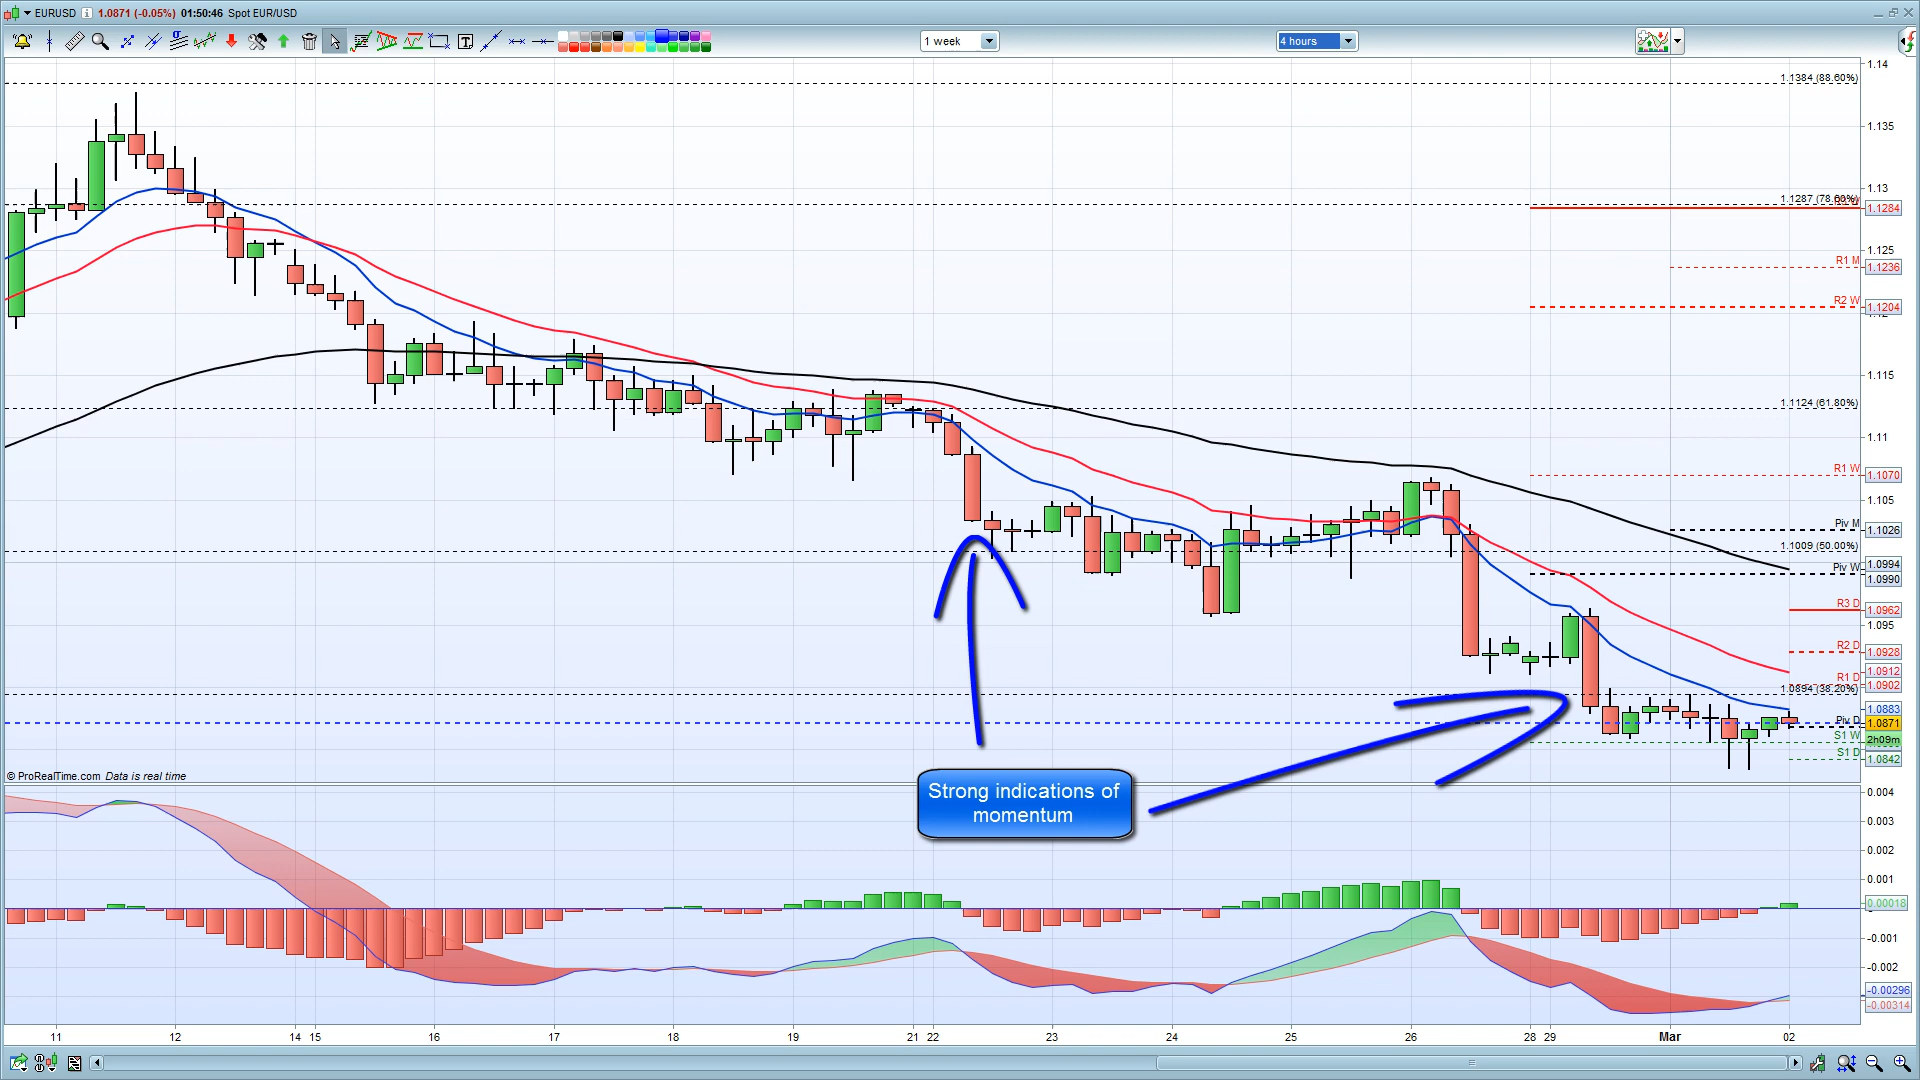 EURUSD 1.0871 (-0.05%) 01:50:46 Spot EUR/USD
1 week
4 hours
1.1384 (88.60%)
1.1287 (78.60%)
R1 M
R2 W
1.1124 (61.80%)
R1 W
Piv M
1.1009 (50.00%)
Piv W
R3 D
R2 D
R1 D
1.0894 (38.20%)
Piv D
S1 W
S1 D
1.14
1.135
1.13
1.1284
1.125
1.1236
1.1204
1.12
1.115
1.11
1.1070
1.105
1.1026
1.0994
1.0990
1.0962
1.095
1.0928
1.0912
1.0902
1.0883
1.0871
2h09m
1.0842
© ProRealTime.com Data is real time
Strong indications of
momentum
0.004
0.003
0.002
0.001
0.00018
-0.001
-0.002
-0.00296
-0.00314
11 12 14 15 16 17 18 19 21 22 23 24 25 26 28 29 Mar 02